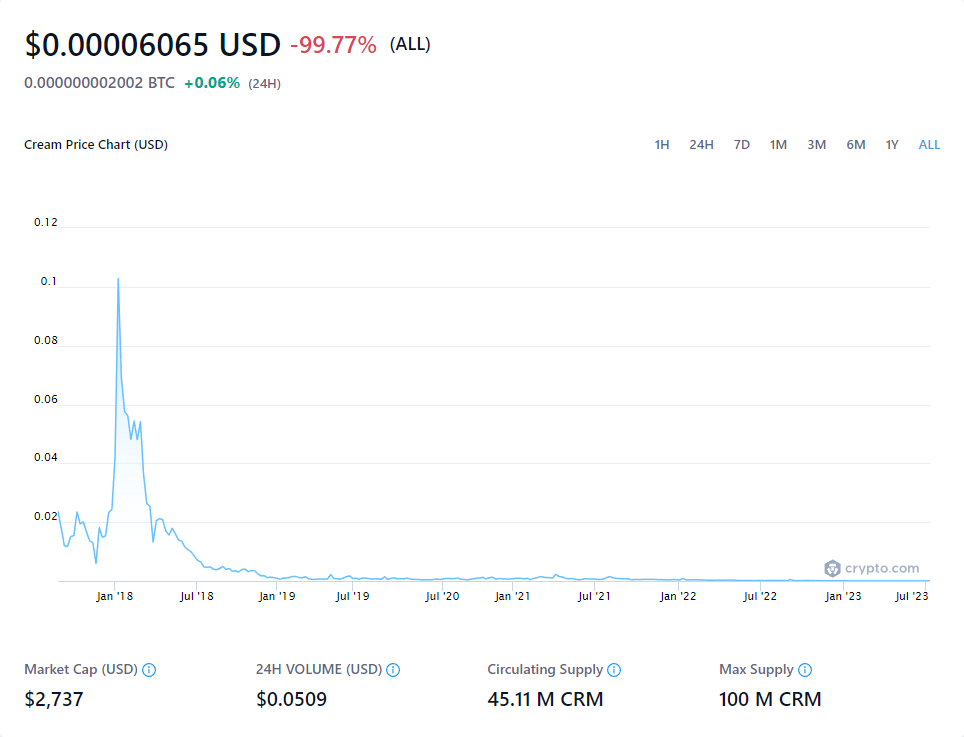 $0.00006065 USD -99.77% (ALL)
0.000000002002 BTC +0.06% (24H)
Cream Price Chart (USD) 1H 24H 7D 1M 3M 6M 1Y ALL
0.12
0.1
0.08
0.06
0.04
0.02
crypto.com
Jan '18 Jul '18 Jan '19 Jul '19 Jul '20 Jan '21 Jul '21 Jan '22 Jul '22 Jan '23 Jul '23
Market Cap (USD) 24H VOLUME (USD) Circulating Supply Max Supply
$2,737 $0.0509 45.11 M CRM 100 M CRM